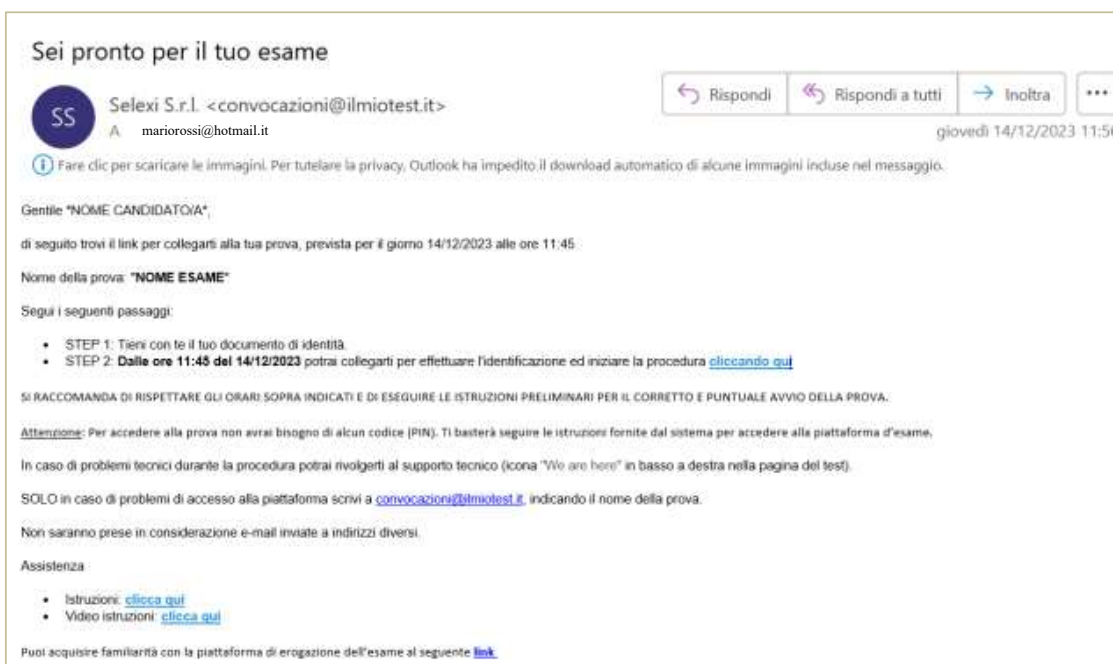 Sei pronto per il tuo esame
SS
Selexi S.r.l. <convocazioni@ilmiotest.it>
A mariorossi@hotmail.it
Rispondi
Rispondi a tutti
Inoltra
...
giovedì 14/12/2023 11:50
Fare clic per scaricare le immagini. Per tutelare la privacy, Outlook ha impedito il download automatico di alcune immagini incluse nel messaggio.
Gentile "NOME CANDIDATO/A",
di seguito trovi il link per collegarti alla tua prova, prevista per il giorno 14/12/2023 alle ore 11:45
Nome della prova: "NOME ESAME"
Segui i seguenti passaggi:
• STEP 1: Tieni con te il tuo documento di identità.
• STEP 2: Dalle ore 11:45 del 14/12/2023 potrai collegarti per effettuare l'identificazione ed iniziare la procedura cliccando qui
SI RACCOMANDA DI RISPETTARE GLI ORARI SOPRA INDICATI E DI ESEGUIRE LE ISTRUZIONI PRELIMINARI PER IL CORRETTO E PUNTUALE AVVIO DELLA PROVA.
Attenzione: Per accedere alla prova non avrai bisogno di alcun codice (PIN). Ti basterà seguire le istruzioni fornite dal sistema per accedere alla piattaforma d'esame.
In caso di problemi tecnici durante la procedura potrai rivolgerti al supporto tecnico (icona "We are here" in basso a destra nella pagina del test).
SOLO in caso di problemi di accesso alla piattaforma scrivi a convocazioni@ilmiotest.it, indicando il nome della prova.
Non saranno prese in considerazione e-mail inviate a indirizzi diversi.
Assistenza
• Istruzioni: clicca qui
• Video istruzioni: clicca qui
Puoi acquisire familiarità con la piattaforma di erogazione dell'esame al seguente link